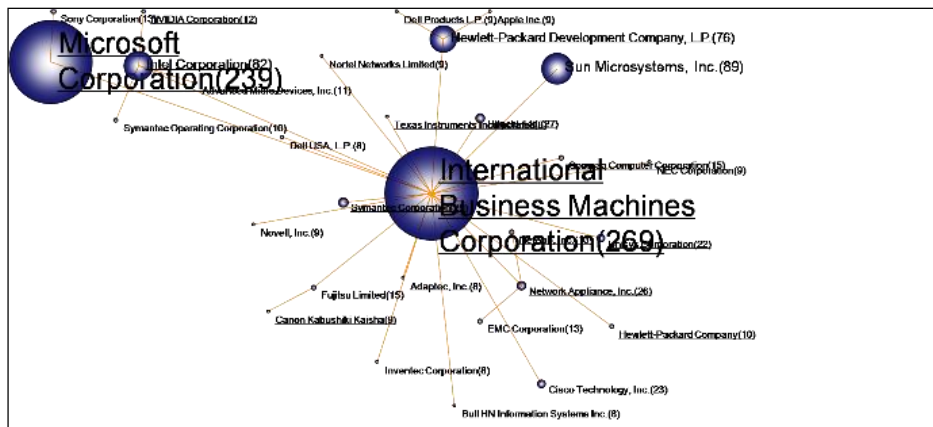 Sony Corporation(13)
NVIDIA Corporation(12)
Dell Products L.P.(9)
Apple Inc.(9)
Microsoft
Corporation(239)
Intel Corporation(82)
Hewlett-Packard Development Company, L.P.(76)
Nortel Networks Limited(9)
Sun Microsystems, Inc.(89)
Advanced Micro Devices, Inc.(11)
Symantec Operating Corporation(10)
Texas Instruments
Dell USA, L.P.(8)
Computer Corporation(15)
NEC Corporation(9)
International
Business Machines
Corporation(269)
Symantec Corporation
Novell, Inc.(9)
Unisys Corporation(22)
Adaptec, Inc.(8)
Fujitsu Limited(15)
Network Appliance, Inc.(26)
Canon Kabushiki Kaisha(9)
EMC Corporation(13)
Hewlett-Packard Company(10)
Inventec Corporation(8)
Cisco Technology, Inc.(23)
Bull HN Information Systems Inc.(8)